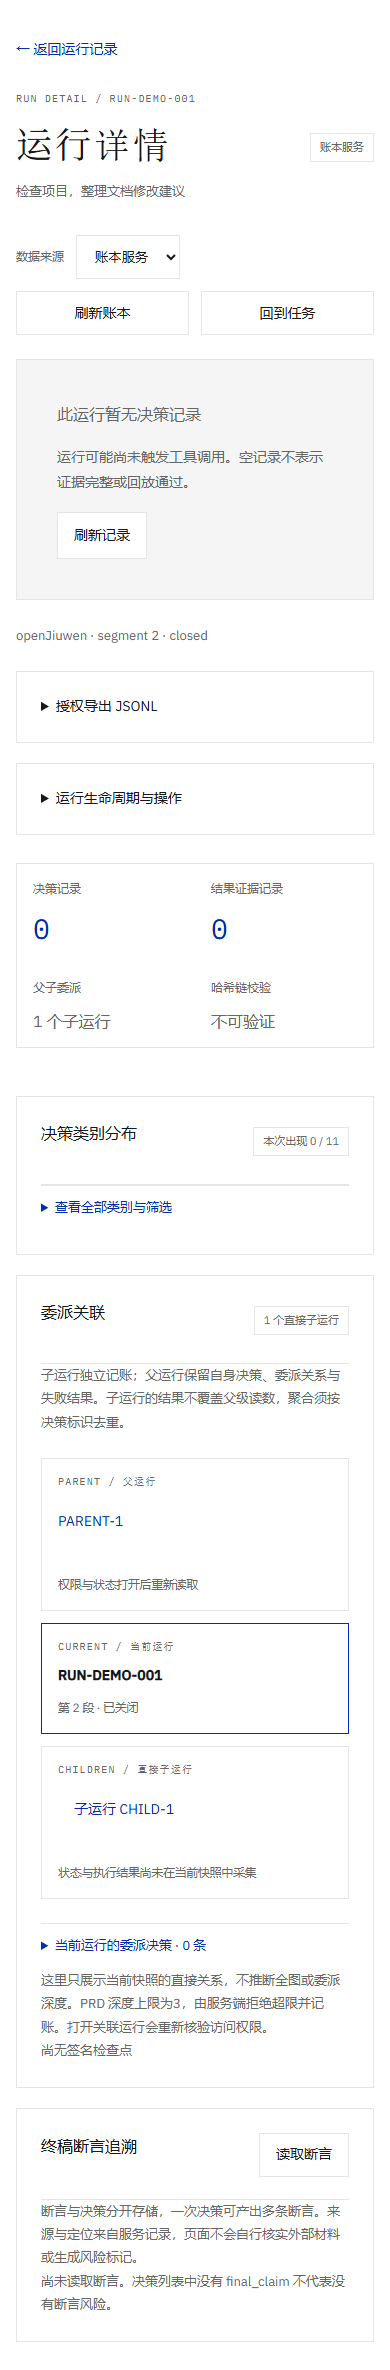 ← 返回运行记录
RUN DETAIL / RUN-DEMO-001
运行详情
账本服务
检查项目，整理文档修改建议
数据来源
账本服务
刷新账本
回到任务
此运行暂无决策记录
运行可能尚未触发工具调用。空记录不表示
证据完整或回放通过。
刷新记录
openJiuwen · segment 2 · closed
▶ 授权导出 JSONL
▶ 运行生命周期与操作
决策记录
0
结果证据记录
0
父子委派
1 个子运行
哈希链校验
不可验证
决策类别分布
本次出现 0 / 11
▶ 查看全部类别与筛选
委派关联
1 个直接子运行
子运行独立记账；父运行保留自身决策、委派关系与
失败结果。子运行的结果不覆盖父级读数，聚合须按
决策标识去重。
PARENT / 父运行
PARENT-1
权限与状态打开后重新读取
CURRENT / 当前运行
RUN-DEMO-001
第 2 段 · 已关闭
CHILDREN / 直接子运行
子运行 CHILD-1
状态与执行结果尚未在当前快照中采集
▶ 当前运行的委派决策 · 0 条
这里只展示当前快照的直接关系，不推断全图或委派
深度。PRD 深度上限为3，由服务端拒绝超限并记
账。打开关联运行会重新核验访问权限。
尚无签名检查点
终稿断言追溯
读取断言
断言与决策分开存储，一次决策可产出多条断言。来
源与定位来自服务记录，页面不会自行核实外部材料
或生成风险标记。
尚未读取断言。决策列表中没有 final_claim 不代表没
有断言风险。